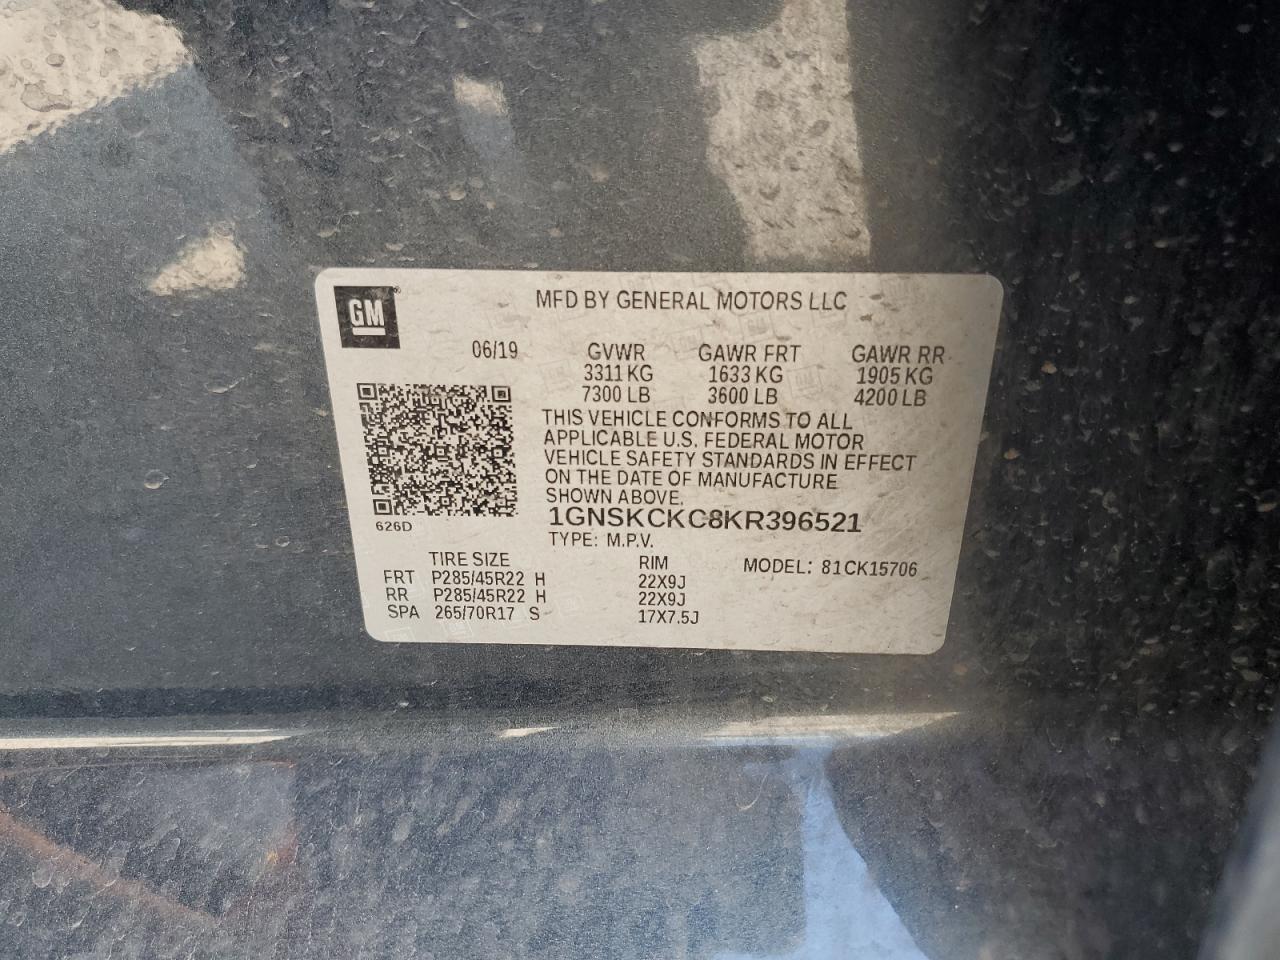 GM
MFD BY GENERAL MOTORS LLC
06/19 GVWR GAWR FRT GAWR RR
3311 KG 1633 KG 1905 KG
7300 LB 3600 LB 4200 LB
THIS VEHICLE CONFORMS TO ALL
APPLICABLE U.S. FEDERAL MOTOR
VEHICLE SAFETY STANDARDS IN EFFECT
ON THE DATE OF MANUFACTURE
SHOWN ABOVE.
626D
1GNSKCKC8KR396521
TYPE: M.P.V.
TIRE SIZE RIM MODEL: 81CK15706
FRT P285/45R22 H 22X9J
RR P285/45R22 H 22X9J
SPA 265/70R17 S 17X7.5J